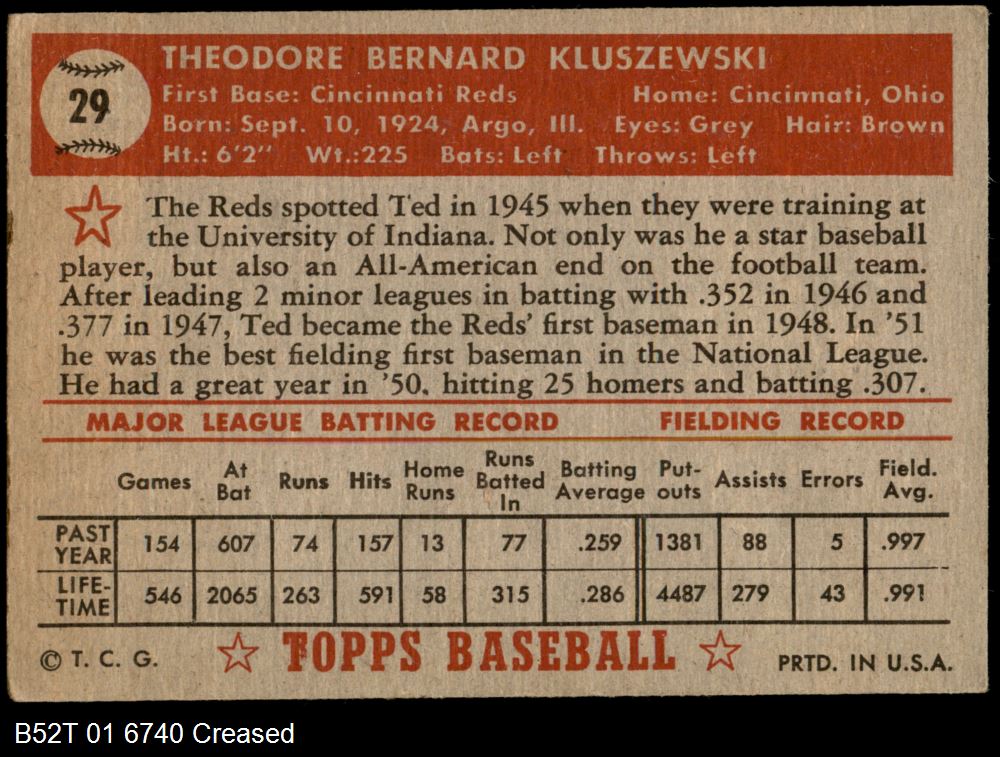 29
THEODORE BERNARD KLUSZEWSKI
First Base: Cincinnati Reds Home: Cincinnati, Ohio
Born: Sept. 10, 1924, Argo, Ill. Eyes: Grey Hair: Brown
Ht.: 6'2" Wt.:225 Bats: Left Throws: Left
The Reds spotted Ted in 1945 when they were training at
the University of Indiana. Not only was he a star baseball
player, but also an All-American end on the football team.
After leading 2 minor leagues in batting with .352 in 1946 and
.377 in 1947, Ted became the Reds' first baseman in 1948. In '51
he was the best fielding first baseman in the National League.
He had a great year in '50, hitting 25 homers and batting .307.
MAJOR LEAGUE BATTING RECORD FIELDING RECORD
Games At Bat Runs Hits Home Runs Runs Batted In Batting Average Put-outs Assists Errors Field. Avg.
PAST YEAR 154 607 74 157 13 77 .259 1381 88 5 .997
LIFE-TIME 546 2065 263 591 58 315 .286 4487 279 43 .991
© T. C. G. TOPPS BASEBALL PRTD. IN U.S.A.
B52T 01 6740 Creased